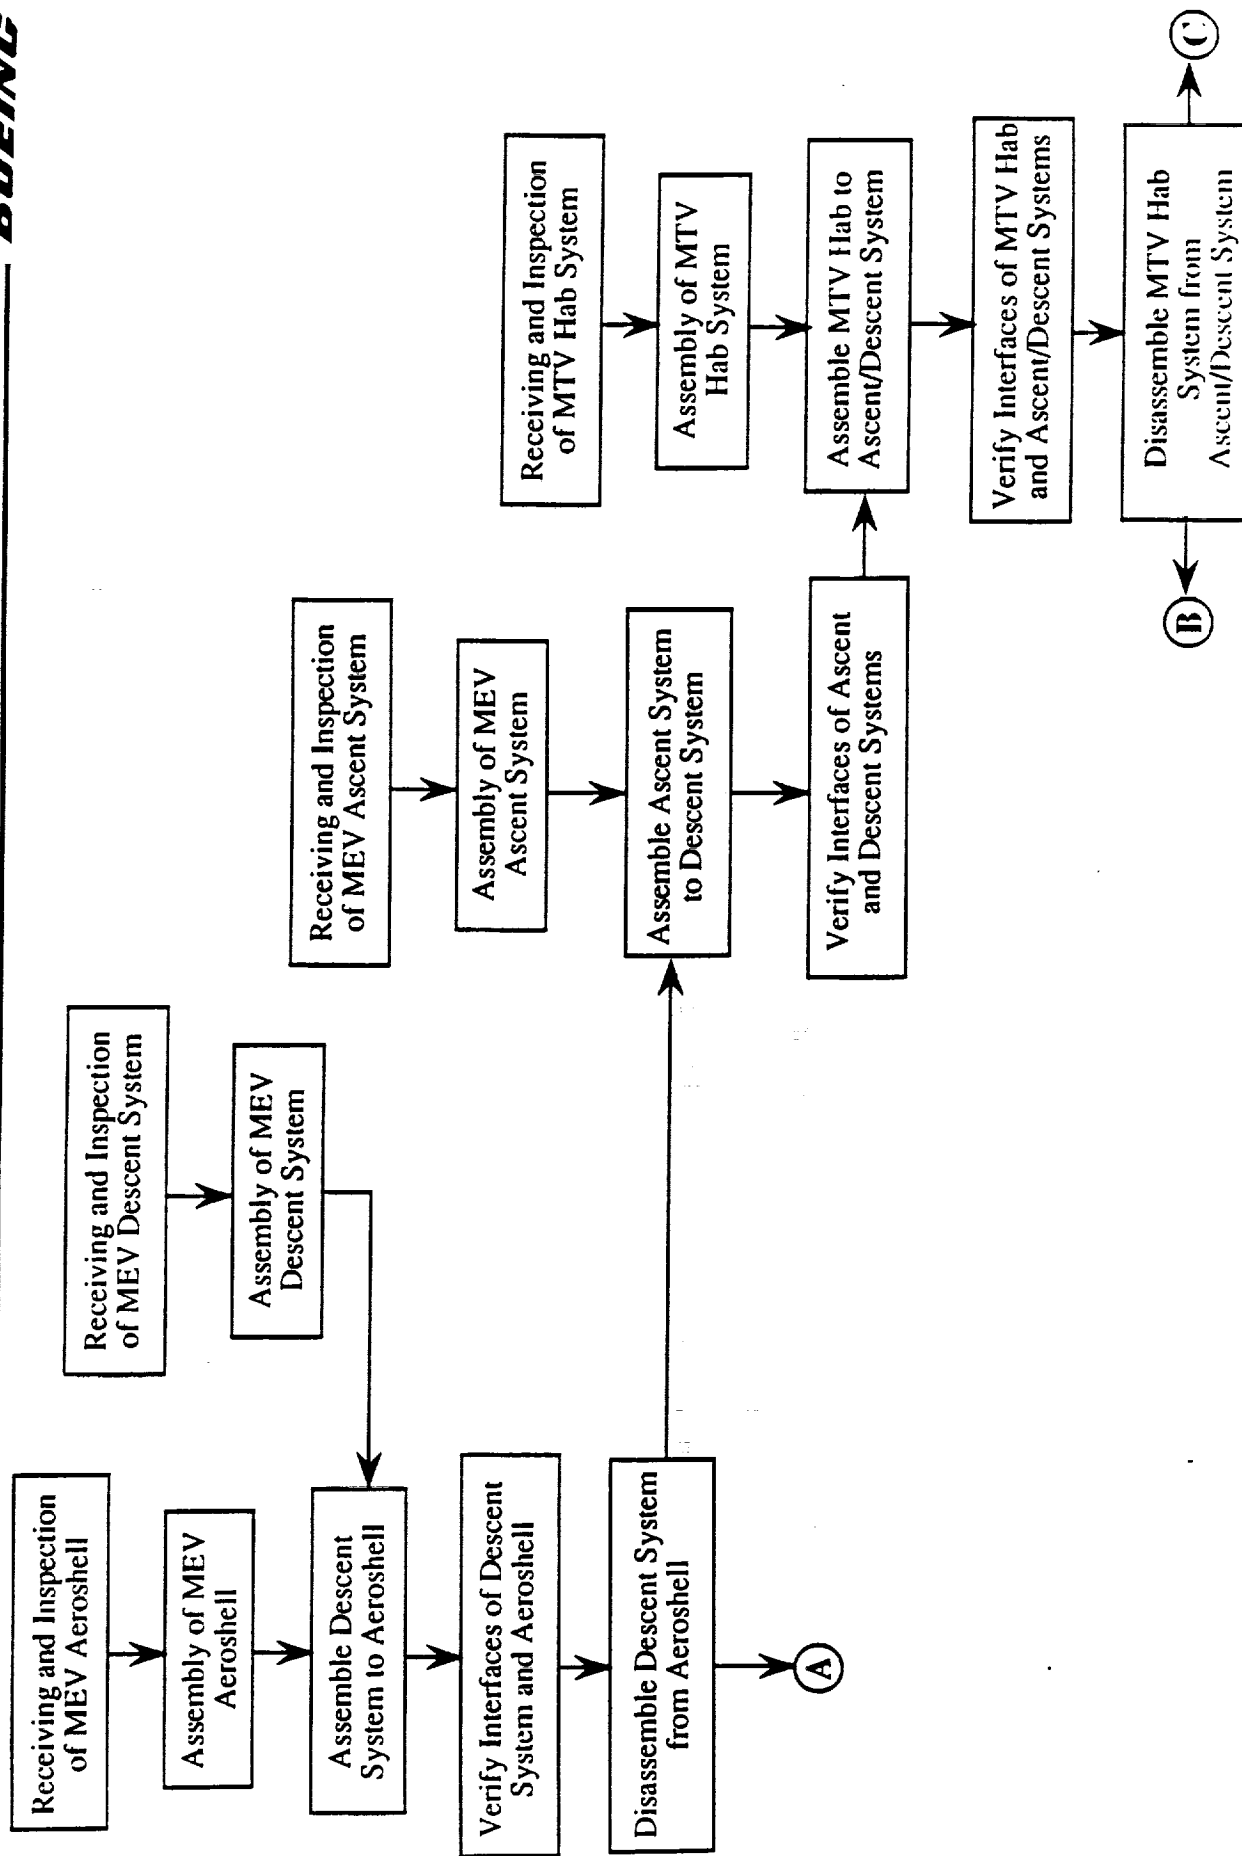 BOEING
Receiving and Inspection
of MEV Aeroshell
Assembly of MEV
Aeroshell
Assemble Descent
System to Aeroshell
Verify Interfaces of Descent
System and Aeroshell
Disassemble Descent System
from Aeroshell
A
Receiving and Inspection
of MEV Descent System
Assembly of MEV
Descent System
Receiving and Inspection
of MEV Ascent System
Assembly of MEV
Ascent System
Assemble Ascent System
to Descent System
Verify Interfaces of Ascent
and Descent Systems
Receiving and Inspection
of MTV Hab System
Assembly of MTV
Hab System
Assemble MTV Hab to
Ascent/Descent System
Verify Interfaces of MTV Hab
and Ascent/Descent Systems
Disassemble MTV Hab
System from
Ascent/Descent System
B
C